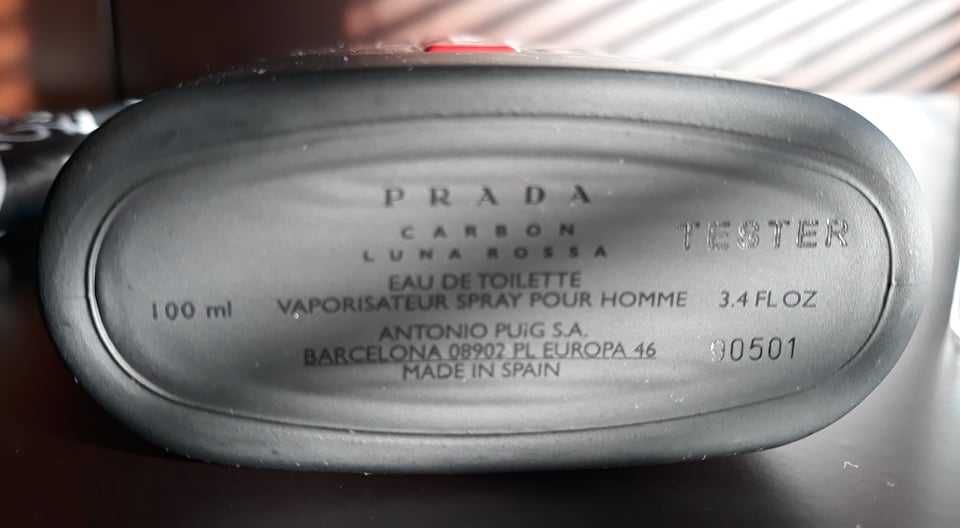 PRADA
CARBON
LUNA ROSSA
TESTER
EAU DE TOILETTE
100 ml
VAPORISATEUR SPRAY POUR HOMME
3.4 FL OZ
ANTONIO PUiG S.A.
BARCELONA 08902 PL EUROPA 46
90501
MADE IN SPAIN